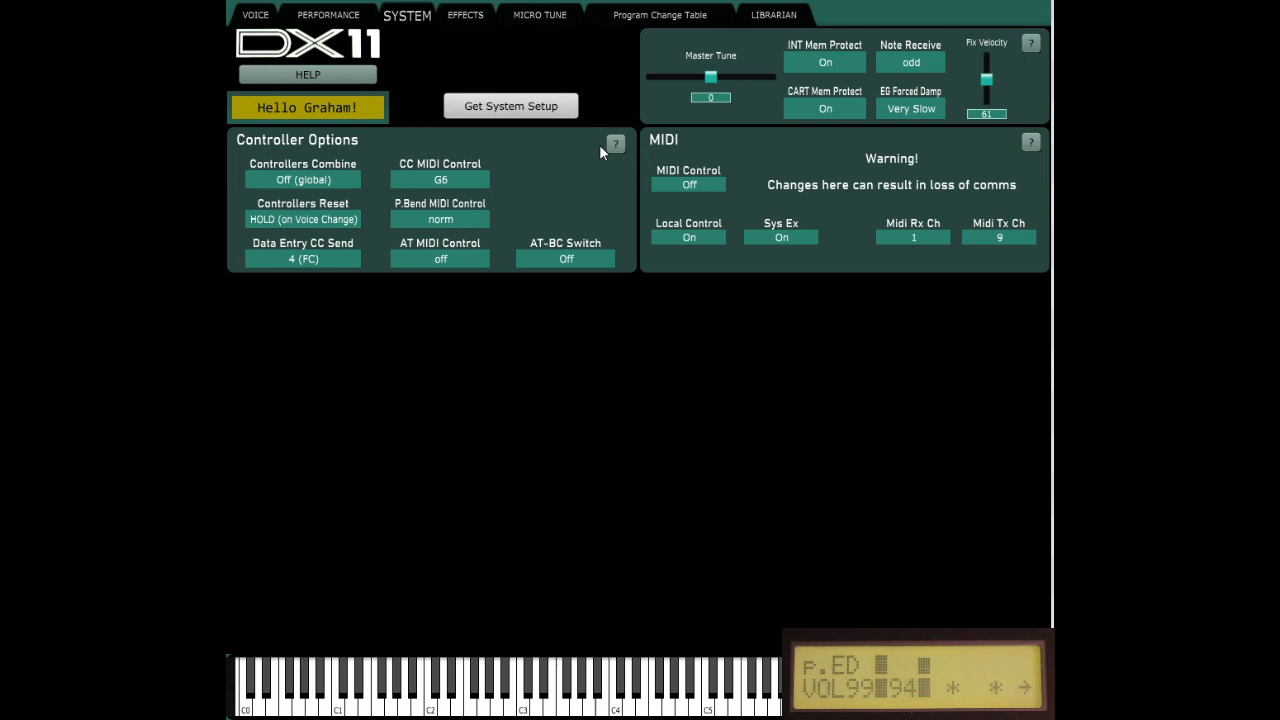 VOICE PERFORMANCE SYSTEM EFFECTS MICRO TUNE Program Change Table LIBRARIAN
DX11
HELP
Hello Graham!
Get System Setup
Master Tune
0
INT Mem Protect
On
Note Receive
odd
CART Mem Protect
On
EG Forced Damp
Very Slow
Fix Velocity
61
?
Controller Options
?
Controllers Combine
Off (global)
CC MIDI Control
G6
Controllers Reset
HOLD (on Voice Change)
P.Bend MIDI Control
norm
Data Entry CC Send
4 (FC)
AT MIDI Control
off
AT-BC Switch
Off
MIDI
?
Warning!
Changes here can result in loss of comms
MIDI Control
Off
Local Control
On
Sys Ex
On
Midi Rx Ch
1
Midi Tx Ch
9
C0 C1 C2 C3 C4 C5
p.ED
VOL99 94 * * →